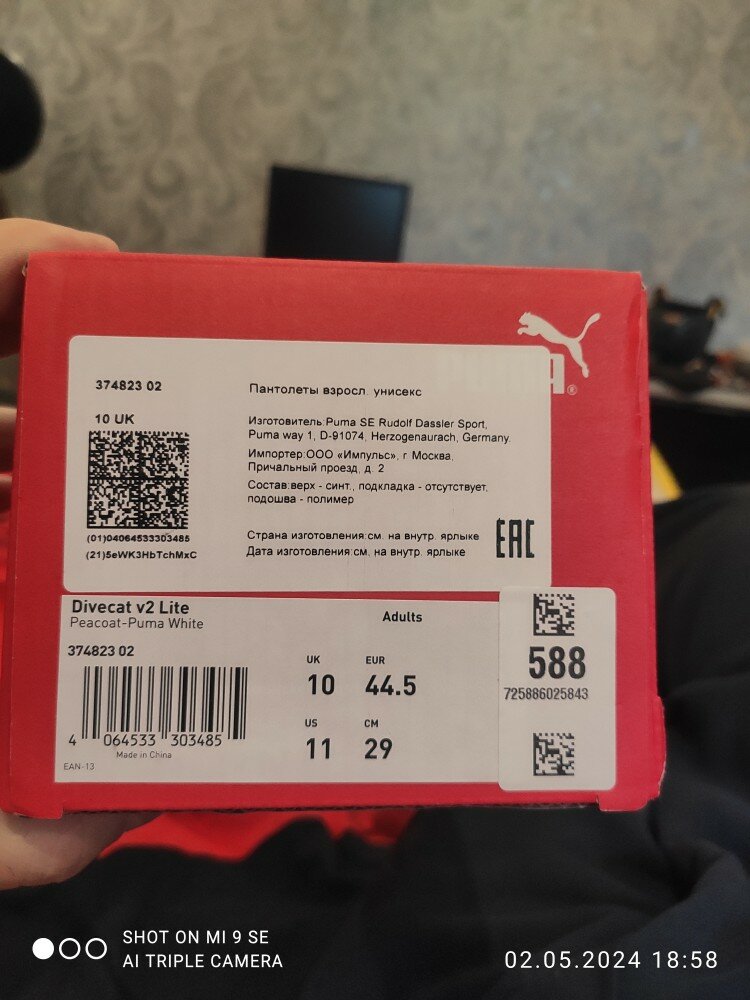 374823 02
Пантолеты взросл. унисекс
10 UK
Изготовитель:Puma SE Rudolf Dassler Sport,
Puma way 1, D-91074, Herzogenaurach, Germany.
Импортер:ООО «Импульс», г. Москва,
Причальный проезд, д. 2
Состав:верх - синт., подкладка - отсутствует,
подошва - полимер
(01)04064533303485
(21)5eWK3HbTchMxC
Страна изготовления:см. на внутр. ярлыке
Дата изготовления:см. на внутр. ярлыке
EAC
Divecat v2 Lite
Peacoat-Puma White
Adults
374823 02
UK EUR
10 44.5
US CM
11 29
4 064533 303485
Made in China
EAN-13
588
725886025843
SHOT ON MI 9 SE
AI TRIPLE CAMERA
02.05.2024 18:58